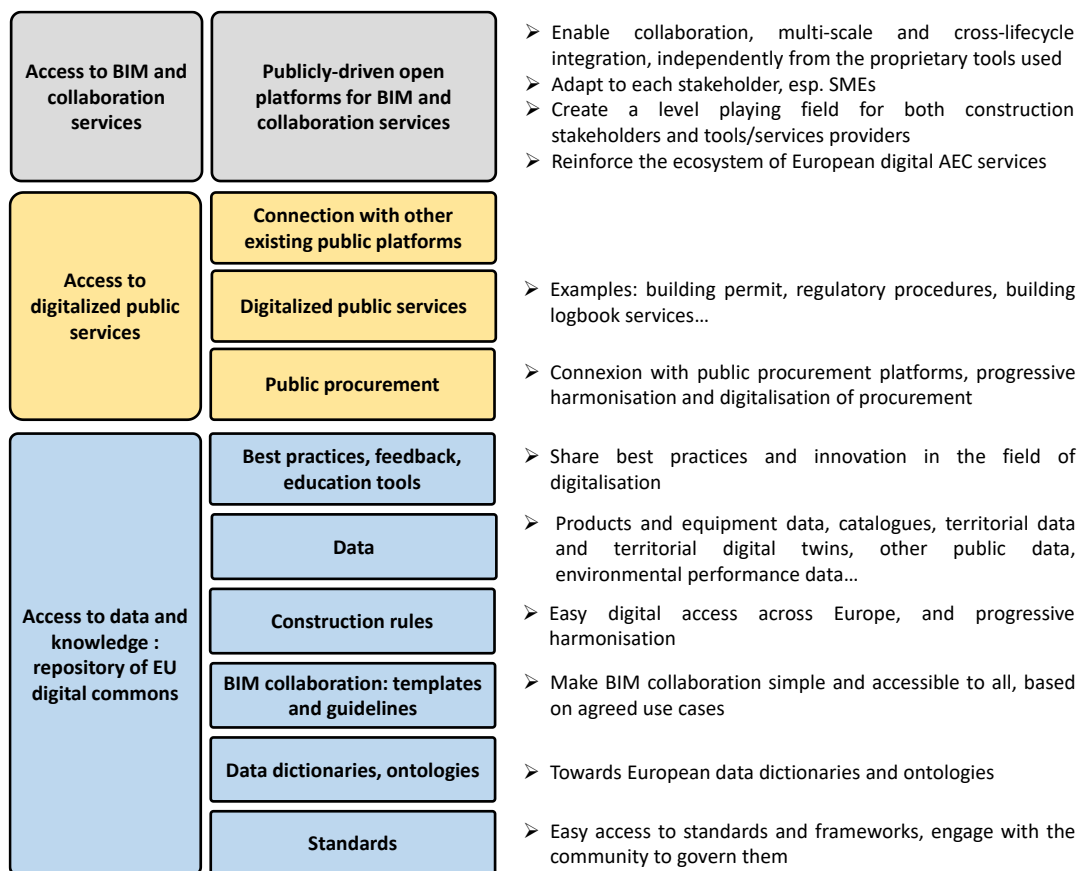 Access to BIM and
collaboration
services
Publicly-driven open
platforms for BIM and
collaboration services
➢ Enable collaboration, multi-scale and cross-lifecycle
integration, independently from the proprietary tools used
➢ Adapt to each stakeholder, esp. SMEs
➢ Create a level playing field for both construction
stakeholders and tools/services providers
➢ Reinforce the ecosystem of European digital AEC services
Access to
digitalized public
services
Connection with other
existing public platforms
Digitalized public services
➢ Examples: building permit, regulatory procedures, building
logbook services…
Public procurement
➢ Connexion with public procurement platforms, progressive
harmonisation and digitalisation of procurement
Access to data and
knowledge :
repository of EU
digital commons
Best practices, feedback,
education tools
➢ Share best practices and innovation in the field of
digitalisation
Data
➢ Products and equipment data, catalogues, territorial data
and territorial digital twins, other public data,
environmental performance data…
Construction rules
➢ Easy digital access across Europe, and progressive
harmonisation
BIM collaboration: templates
and guidelines
➢ Make BIM collaboration simple and accessible to all, based
on agreed use cases
Data dictionaries, ontologies
➢ Towards European data dictionaries and ontologies
Standards
➢ Easy access to standards and frameworks, engage with the
community to govern them